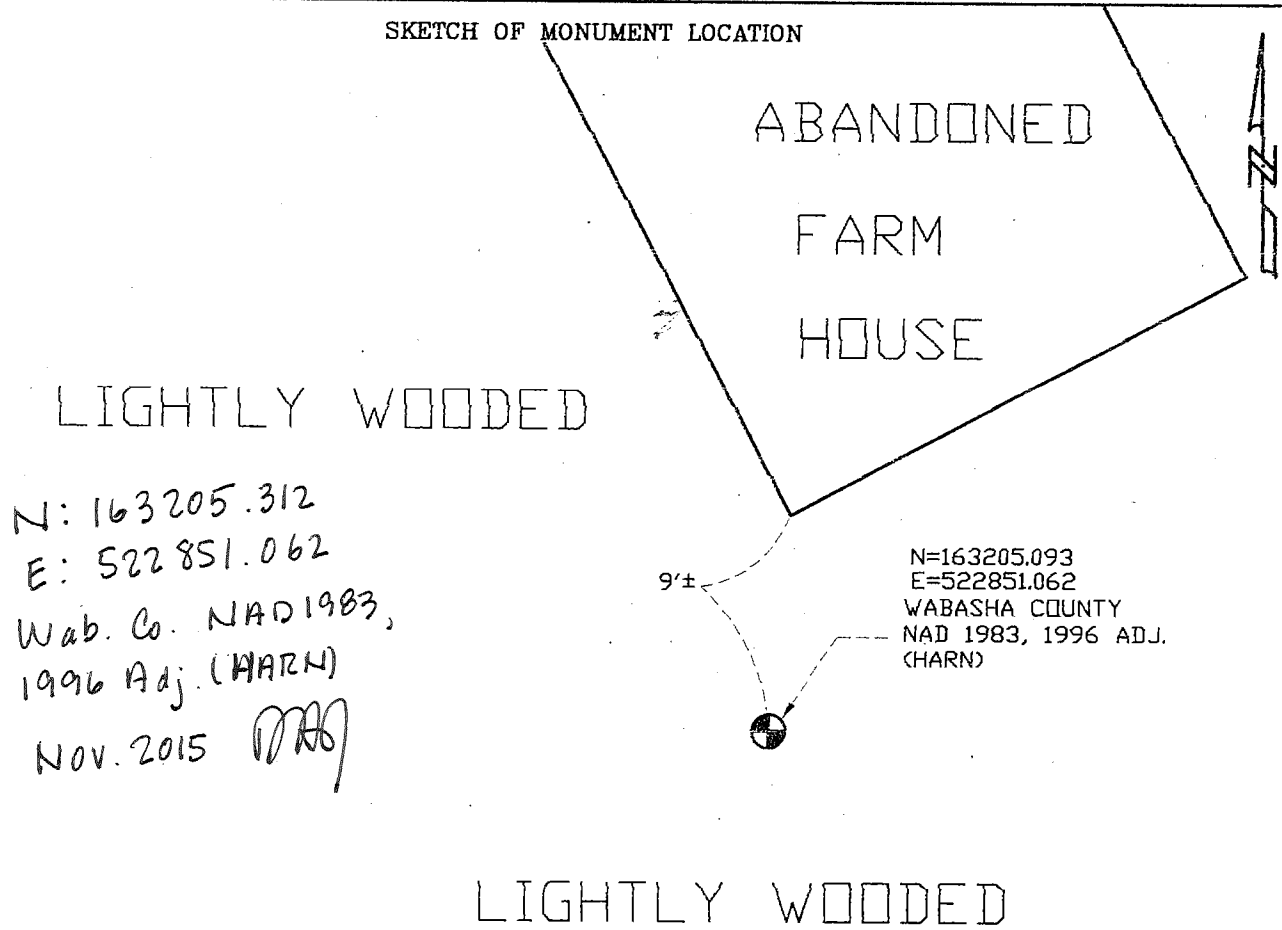 SKETCH OF MONUMENT LOCATION
ABANDONED
FARM
HOUSE
N
LIGHTLY WOODED
N: 163205.312
E: 522851.062
Wab. Co. NAD1983,
1996 Adj. (HARN)
Nov. 2015
9'±
N=163205.093
E=522851.062
WABASHA COUNTY
NAD 1983, 1996 ADJ.
(HARN)
LIGHTLY WOODED